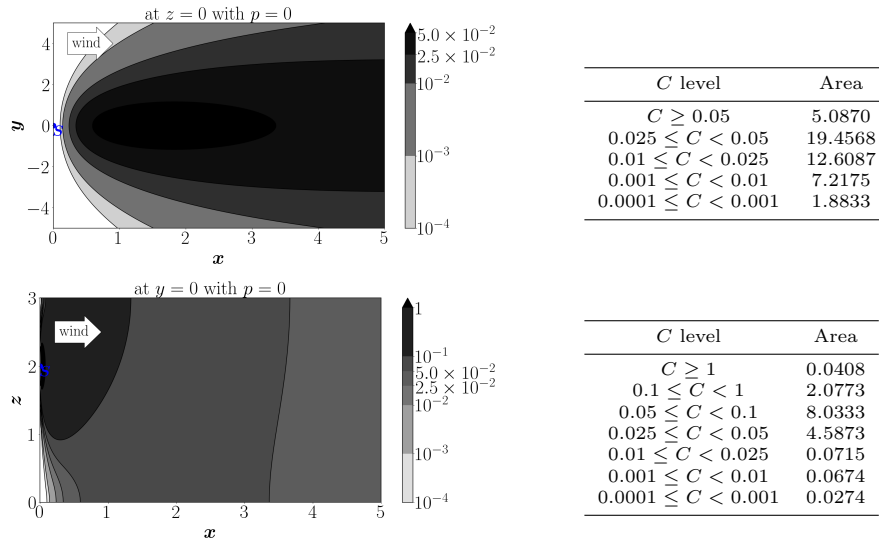 at z = 0 with p = 0
wind
S
y
4
2
0
−2
−4
0 1 2 3 4 5
x
5.0 × 10⁻²
2.5 × 10⁻²
10⁻²
10⁻³
10⁻⁴
C level Area
C ≥ 0.05 5.0870
0.025 ≤ C < 0.05 19.4568
0.01 ≤ C < 0.025 12.6087
0.001 ≤ C < 0.01 7.2175
0.0001 ≤ C < 0.001 1.8833
at y = 0 with p = 0
wind
S
z
3
2
1
0
0 1 2 3 4 5
x
1
10⁻¹
5.0 × 10⁻²
2.5 × 10⁻²
10⁻²
10⁻³
10⁻⁴
C level Area
C ≥ 1 0.0408
0.1 ≤ C < 1 2.0773
0.05 ≤ C < 0.1 8.0333
0.025 ≤ C < 0.05 4.5873
0.01 ≤ C < 0.025 0.0715
0.001 ≤ C < 0.01 0.0674
0.0001 ≤ C < 0.001 0.0274